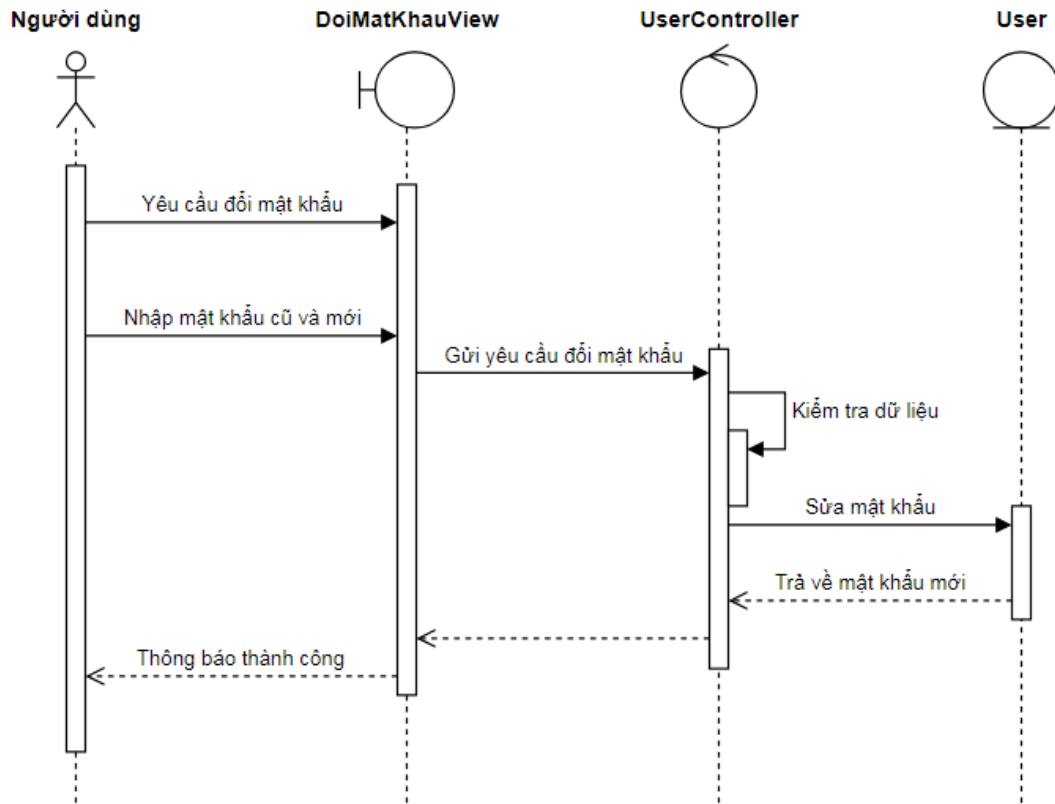 Người dùng
DoiMatKhauView
UserController
User
Yêu cầu đổi mật khẩu
Nhập mật khẩu cũ và mới
Gửi yêu cầu đổi mật khẩu
Kiểm tra dữ liệu
Sửa mật khẩu
Trả về mật khẩu mới
Thông báo thành công